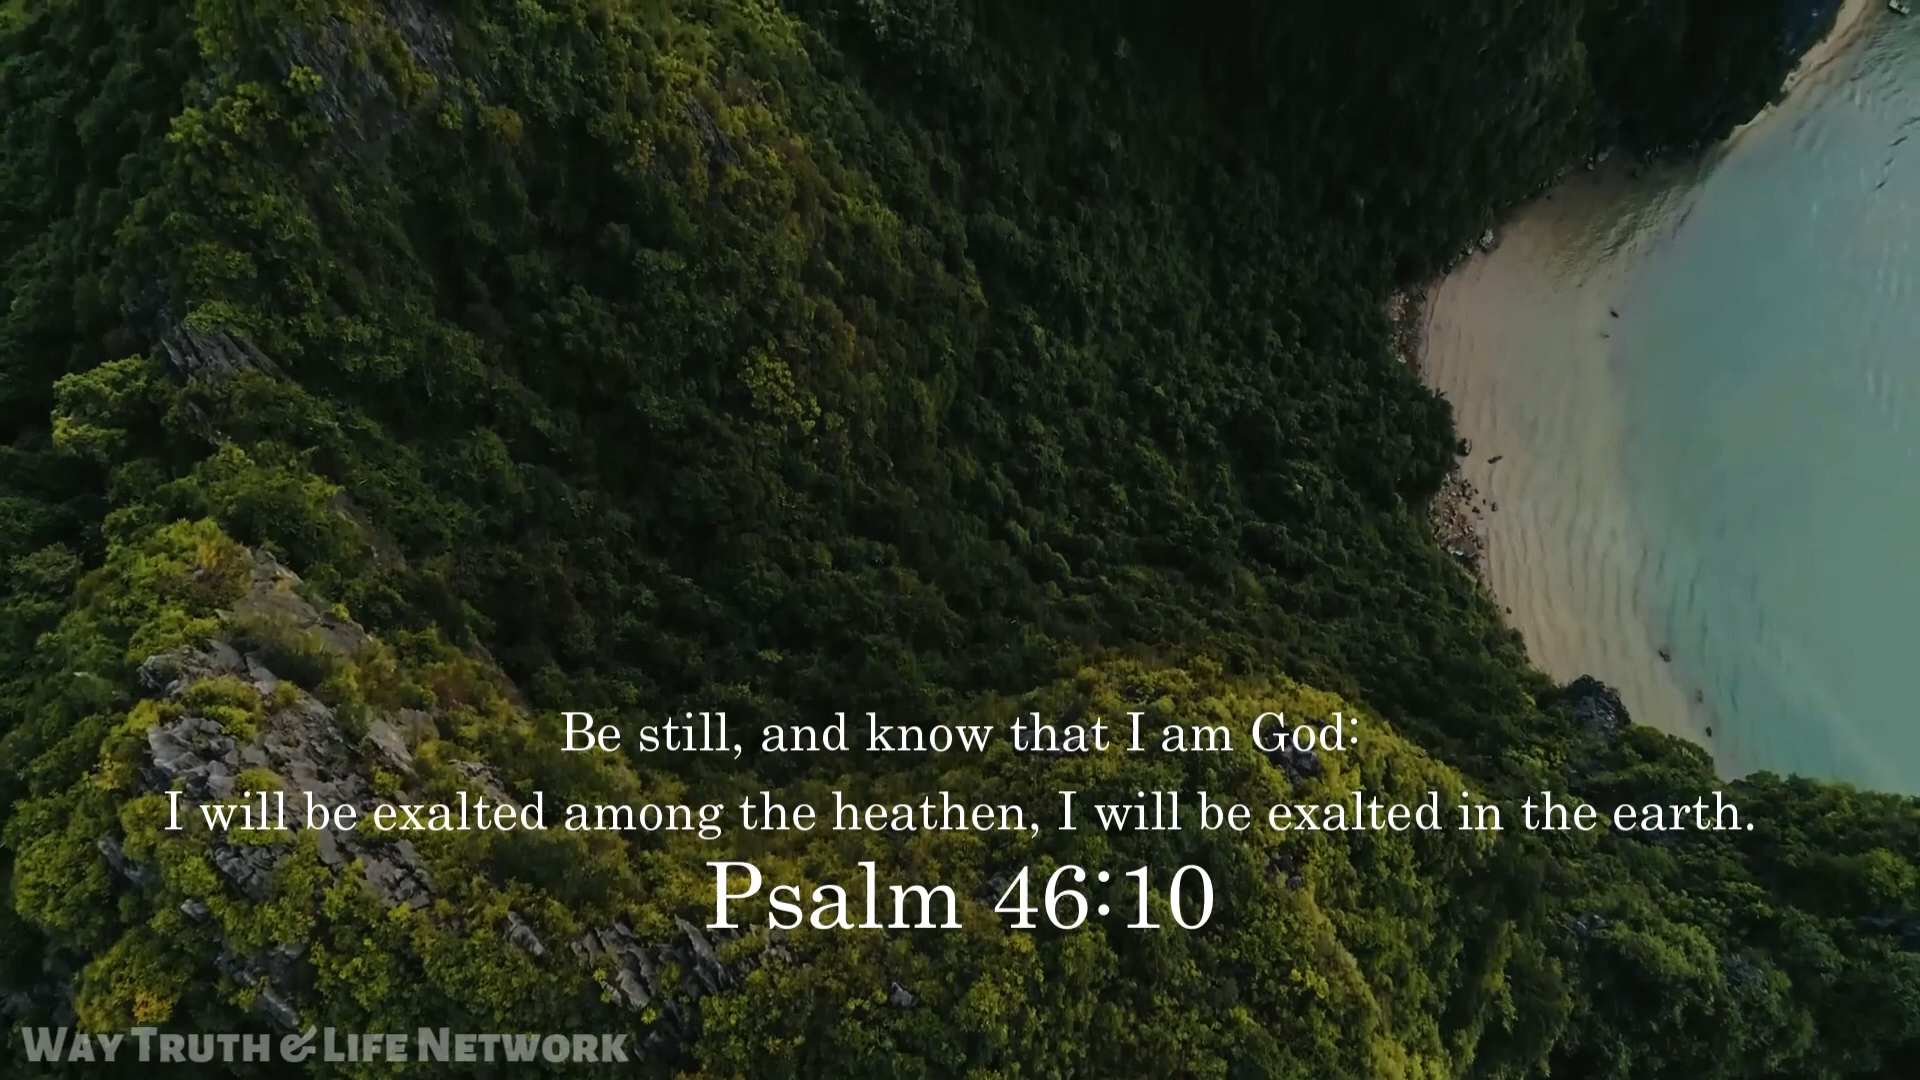 Be still, and know that I am God:
I will be exalted among the heathen, I will be exalted in the earth.
Psalm 46:10
WAY TRUTH & LIFE NETWORK